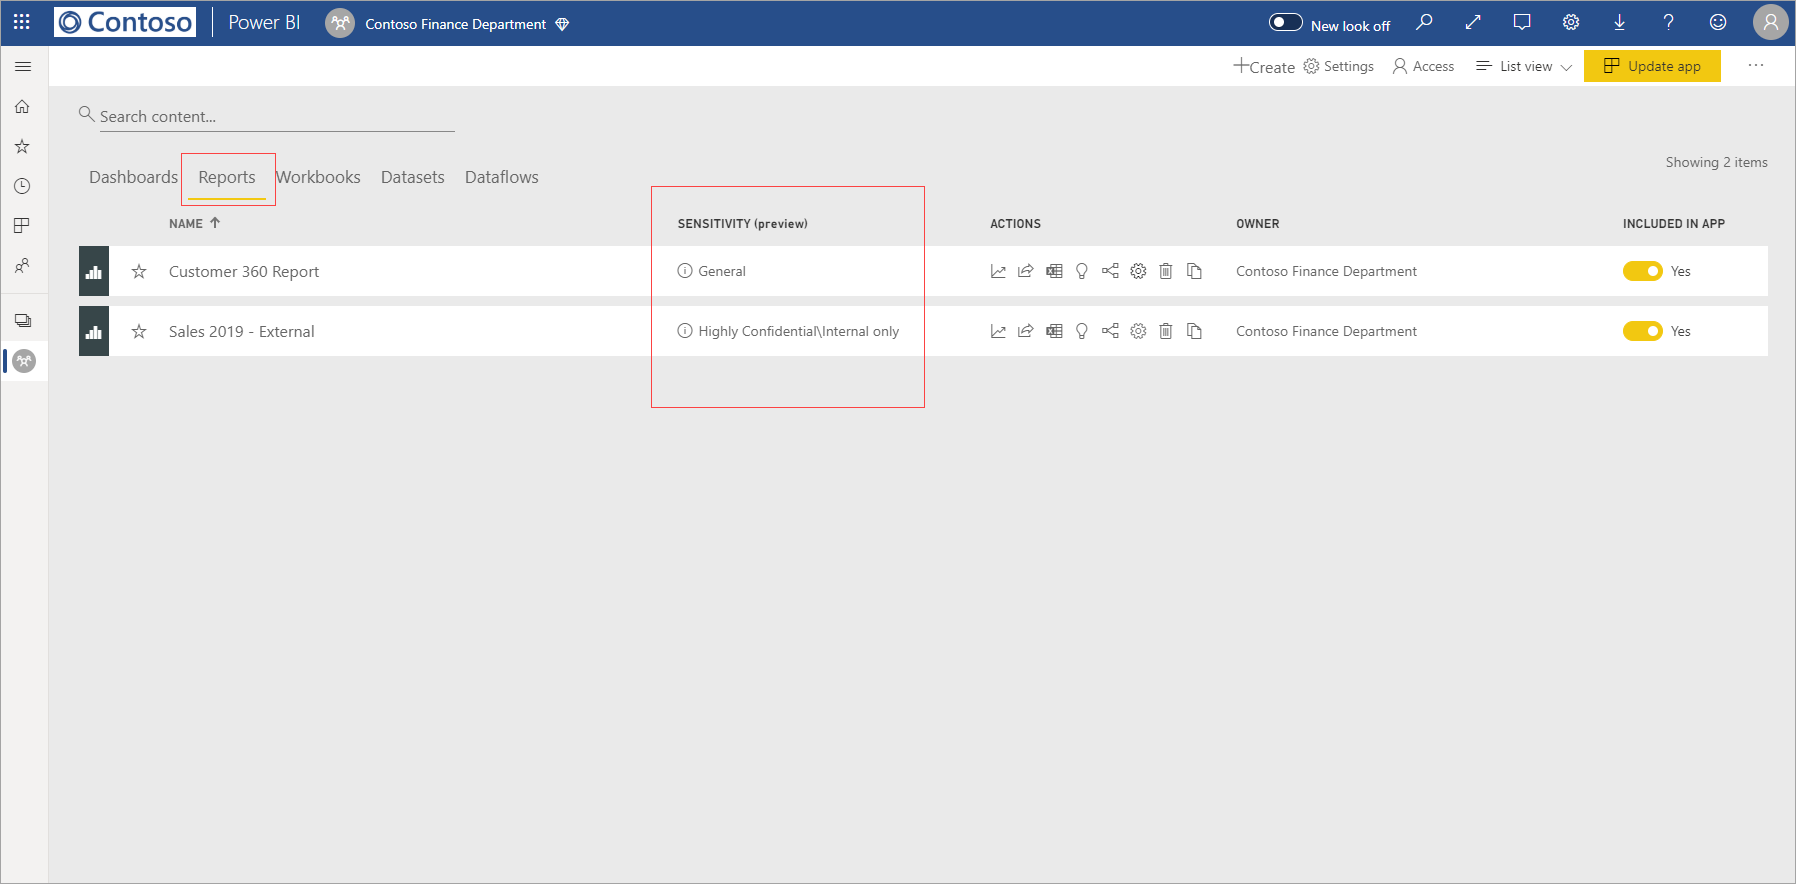 Contoso Power BI Contoso Finance Department New look off
Create Settings Access List view Update app
Search content...
Showing 2 items
Dashboards Reports Workbooks Datasets Dataflows
NAME SENSITIVITY (preview) ACTIONS OWNER INCLUDED IN APP
Customer 360 Report General Contoso Finance Department Yes
Sales 2019 - External Highly Confidential\Internal only Contoso Finance Department Yes